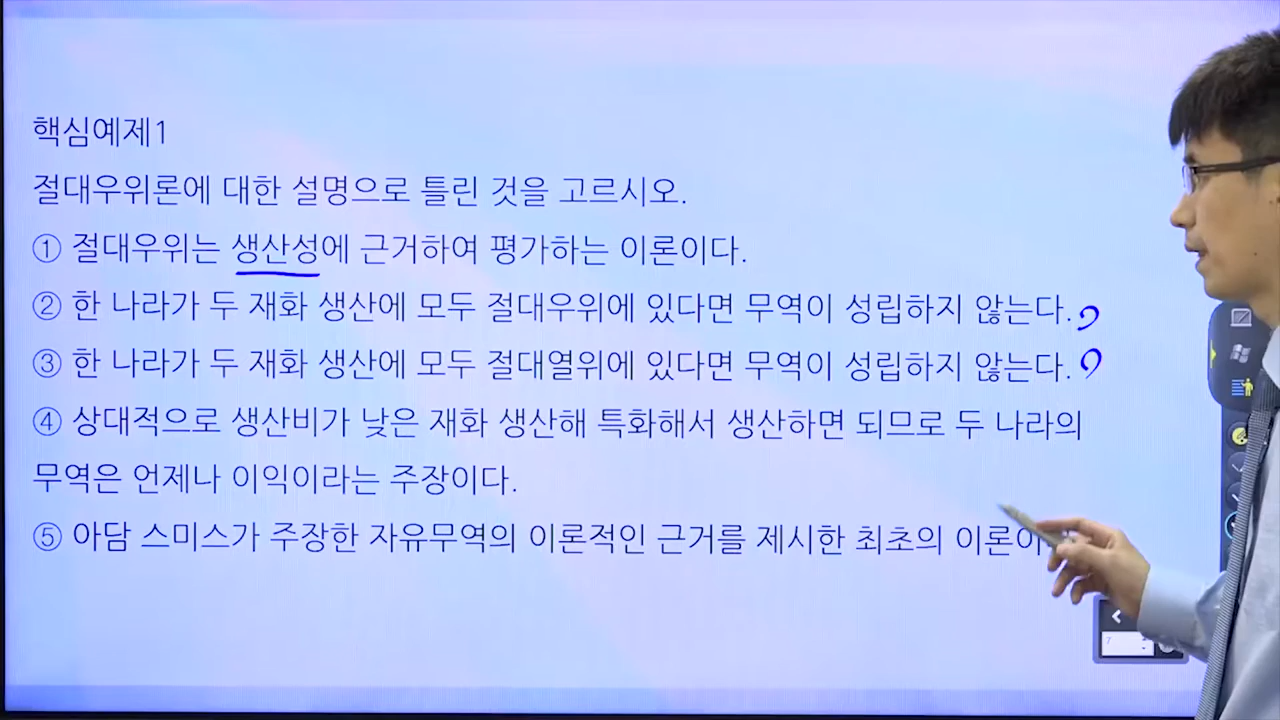 핵심예제1
절대우위론에 대한 설명으로 틀린 것을 고르시오.
① 절대우위는 생산성에 근거하여 평가하는 이론이다.
② 한 나라가 두 재화 생산에 모두 절대우위에 있다면 무역이 성립하지 않는다.
③ 한 나라가 두 재화 생산에 모두 절대열위에 있다면 무역이 성립하지 않는다.
④ 상대적으로 생산비가 낮은 재화 생산해 특화해서 생산하면 되므로 두 나라의
무역은 언제나 이익이라는 주장이다.
⑤ 아담 스미스가 주장한 자유무역의 이론적인 근거를 제시한 최초의 이론이
7